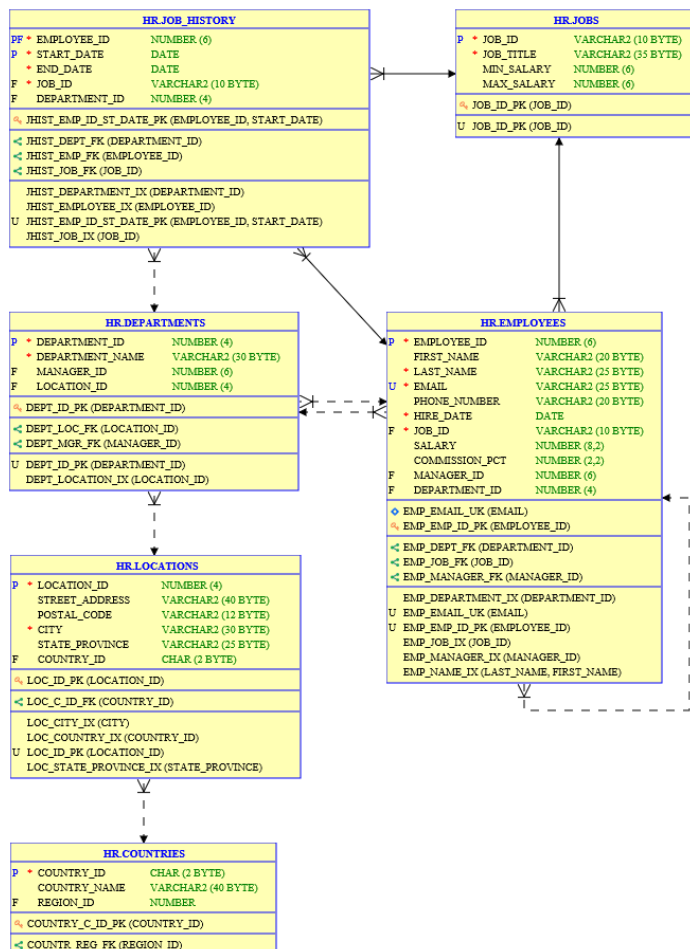 HR.JOB_HISTORY
PF * EMPLOYEE_ID NUMBER (6)
P * START_DATE DATE
* END_DATE DATE
F * JOB_ID VARCHAR2 (10 BYTE)
F DEPARTMENT_ID NUMBER (4)
JHIST_EMP_ID_ST_DATE_PK (EMPLOYEE_ID, START_DATE)
JHIST_DEPT_FK (DEPARTMENT_ID)
JHIST_EMP_FK (EMPLOYEE_ID)
JHIST_JOB_FK (JOB_ID)
JHIST_DEPARTMENT_IX (DEPARTMENT_ID)
JHIST_EMPLOYEE_IX (EMPLOYEE_ID)
U JHIST_EMP_ID_ST_DATE_PK (EMPLOYEE_ID, START_DATE)
JHIST_JOB_IX (JOB_ID)
HR.JOBS
P * JOB_ID VARCHAR2 (10 BYTE)
* JOB_TITLE VARCHAR2 (35 BYTE)
MIN_SALARY NUMBER (6)
MAX_SALARY NUMBER (6)
JOB_ID_PK (JOB_ID)
U JOB_ID_PK (JOB_ID)
HR.DEPARTMENTS
P * DEPARTMENT_ID NUMBER (4)
* DEPARTMENT_NAME VARCHAR2 (30 BYTE)
F MANAGER_ID NUMBER (6)
F LOCATION_ID NUMBER (4)
DEPT_ID_PK (DEPARTMENT_ID)
DEPT_LOC_FK (LOCATION_ID)
DEPT_MGR_FK (MANAGER_ID)
U DEPT_ID_PK (DEPARTMENT_ID)
DEPT_LOCATION_IX (LOCATION_ID)
HR.EMPLOYEES
P * EMPLOYEE_ID NUMBER (6)
FIRST_NAME VARCHAR2 (20 BYTE)
* LAST_NAME VARCHAR2 (25 BYTE)
U * EMAIL VARCHAR2 (25 BYTE)
PHONE_NUMBER VARCHAR2 (20 BYTE)
* HIRE_DATE DATE
F * JOB_ID VARCHAR2 (10 BYTE)
SALARY NUMBER (8,2)
COMMISSION_PCT NUMBER (2,2)
F MANAGER_ID NUMBER (6)
F DEPARTMENT_ID NUMBER (4)
EMP_EMAIL_UK (EMAIL)
EMP_EMP_ID_PK (EMPLOYEE_ID)
EMP_DEPT_FK (DEPARTMENT_ID)
EMP_JOB_FK (JOB_ID)
EMP_MANAGER_FK (MANAGER_ID)
EMP_DEPARTMENT_IX (DEPARTMENT_ID)
U EMP_EMAIL_UK (EMAIL)
U EMP_EMP_ID_PK (EMPLOYEE_ID)
EMP_JOB_IX (JOB_ID)
EMP_MANAGER_IX (MANAGER_ID)
EMP_NAME_IX (LAST_NAME, FIRST_NAME)
HR.LOCATIONS
P * LOCATION_ID NUMBER (4)
STREET_ADDRESS VARCHAR2 (40 BYTE)
POSTAL_CODE VARCHAR2 (12 BYTE)
* CITY VARCHAR2 (30 BYTE)
STATE_PROVINCE VARCHAR2 (25 BYTE)
F COUNTRY_ID CHAR (2 BYTE)
LOC_ID_PK (LOCATION_ID)
LOC_C_ID_FK (COUNTRY_ID)
LOC_CITY_IX (CITY)
LOC_COUNTRY_IX (COUNTRY_ID)
U LOC_ID_PK (LOCATION_ID)
LOC_STATE_PROVINCE_IX (STATE_PROVINCE)
HR.COUNTRIES
P * COUNTRY_ID CHAR (2 BYTE)
COUNTRY_NAME VARCHAR2 (40 BYTE)
F REGION_ID NUMBER
COUNTRY_C_ID_PK (COUNTRY_ID)
COUNTR_REG_FK (REGION_ID)